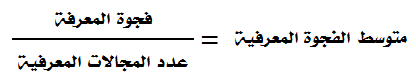 متوسط الفجوة المعرفية = فجوة المعرفة
عدد المجالات المعرفية